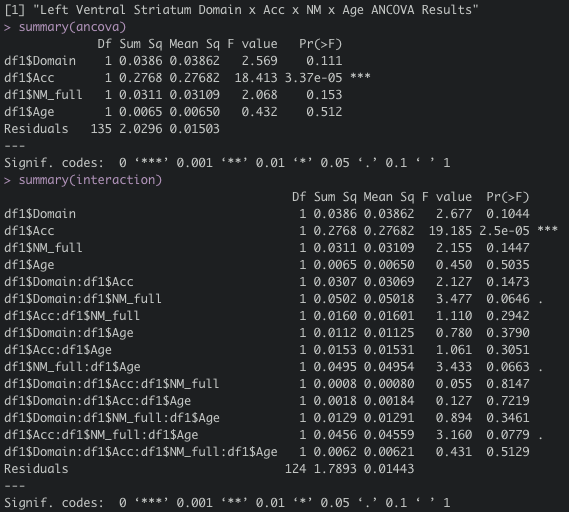 [1] "Left Ventral Striatum Domain x Acc x NM x Age ANCOVA Results"
> summary(ancova)
Df Sum Sq Mean Sq F value Pr(>F)
df1$Domain 1 0.0386 0.03862 2.569 0.111
df1$Acc 1 0.2768 0.27682 18.413 3.37e-05 ***
df1$NM_full 1 0.0311 0.03109 2.068 0.153
df1$Age 1 0.0065 0.00650 0.432 0.512
Residuals 135 2.0296 0.01503
---
Signif. codes: 0 ‘***’ 0.001 ‘**’ 0.01 ‘*’ 0.05 ‘.’ 0.1 ‘ ’ 1
> summary(interaction)
Df Sum Sq Mean Sq F value Pr(>F)
df1$Domain 1 0.0386 0.03862 2.677 0.1044
df1$Acc 1 0.2768 0.27682 19.185 2.5e-05 ***
df1$NM_full 1 0.0311 0.03109 2.155 0.1447
df1$Age 1 0.0065 0.00650 0.450 0.5035
df1$Domain:df1$Acc 1 0.0307 0.03069 2.127 0.1473
df1$Domain:df1$NM_full 1 0.0502 0.05018 3.477 0.0646 .
df1$Acc:df1$NM_full 1 0.0160 0.01601 1.110 0.2942
df1$Domain:df1$Age 1 0.0112 0.01125 0.780 0.3790
df1$Acc:df1$Age 1 0.0153 0.01531 1.061 0.3051
df1$NM_full:df1$Age 1 0.0495 0.04954 3.433 0.0663 .
df1$Domain:df1$Acc:df1$NM_full 1 0.0008 0.00080 0.055 0.8147
df1$Domain:df1$Acc:df1$Age 1 0.0018 0.00184 0.127 0.7219
df1$Domain:df1$NM_full:df1$Age 1 0.0129 0.01291 0.894 0.3461
df1$Acc:df1$NM_full:df1$Age 1 0.0456 0.04559 3.160 0.0779 .
df1$Domain:df1$Acc:df1$NM_full:df1$Age 1 0.0062 0.00621 0.431 0.5129
Residuals 124 1.7893 0.01443
---
Signif. codes: 0 ‘***’ 0.001 ‘**’ 0.01 ‘*’ 0.05 ‘.’ 0.1 ‘ ’ 1